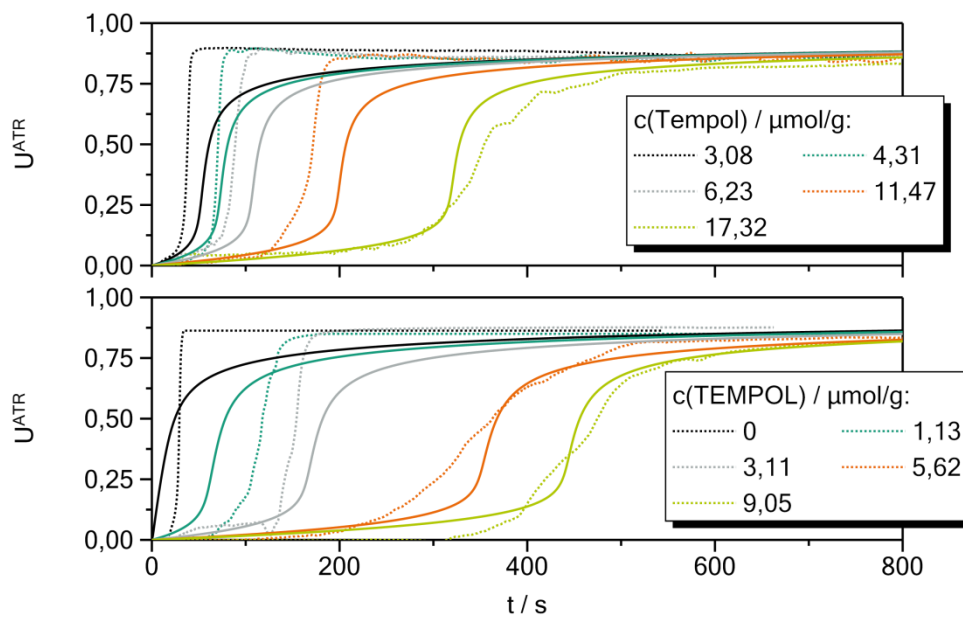 1,00
0,75
0,50
0,25
0,00
U^ATR
c(Tempol) / µmol/g:
3,08 4,31
6,23 11,47
17,32
1,00
0,75
0,50
0,25
0,00
U^ATR
c(TEMPOL) / µmol/g:
0 1,13
3,11 5,62
9,05
0 200 400 600 800
t / s